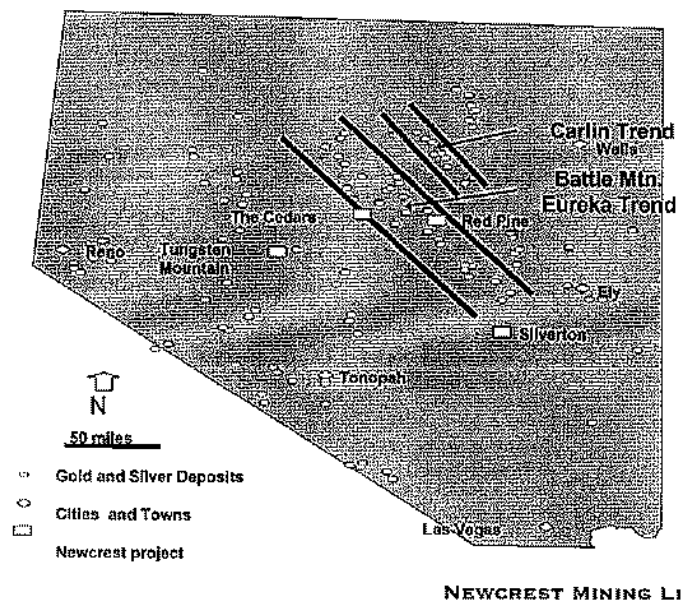 Carlin Trend
Wells
Battle Mtn.
Eureka Trend
The Cedars
Red Pine
Reno
Tungsten
Mountain
Ely
Silverton
Tonopah
N
50 miles
Gold and Silver Deposits
Cities and Towns
Las Vegas
Newcrest project
NEWCREST MINING LI